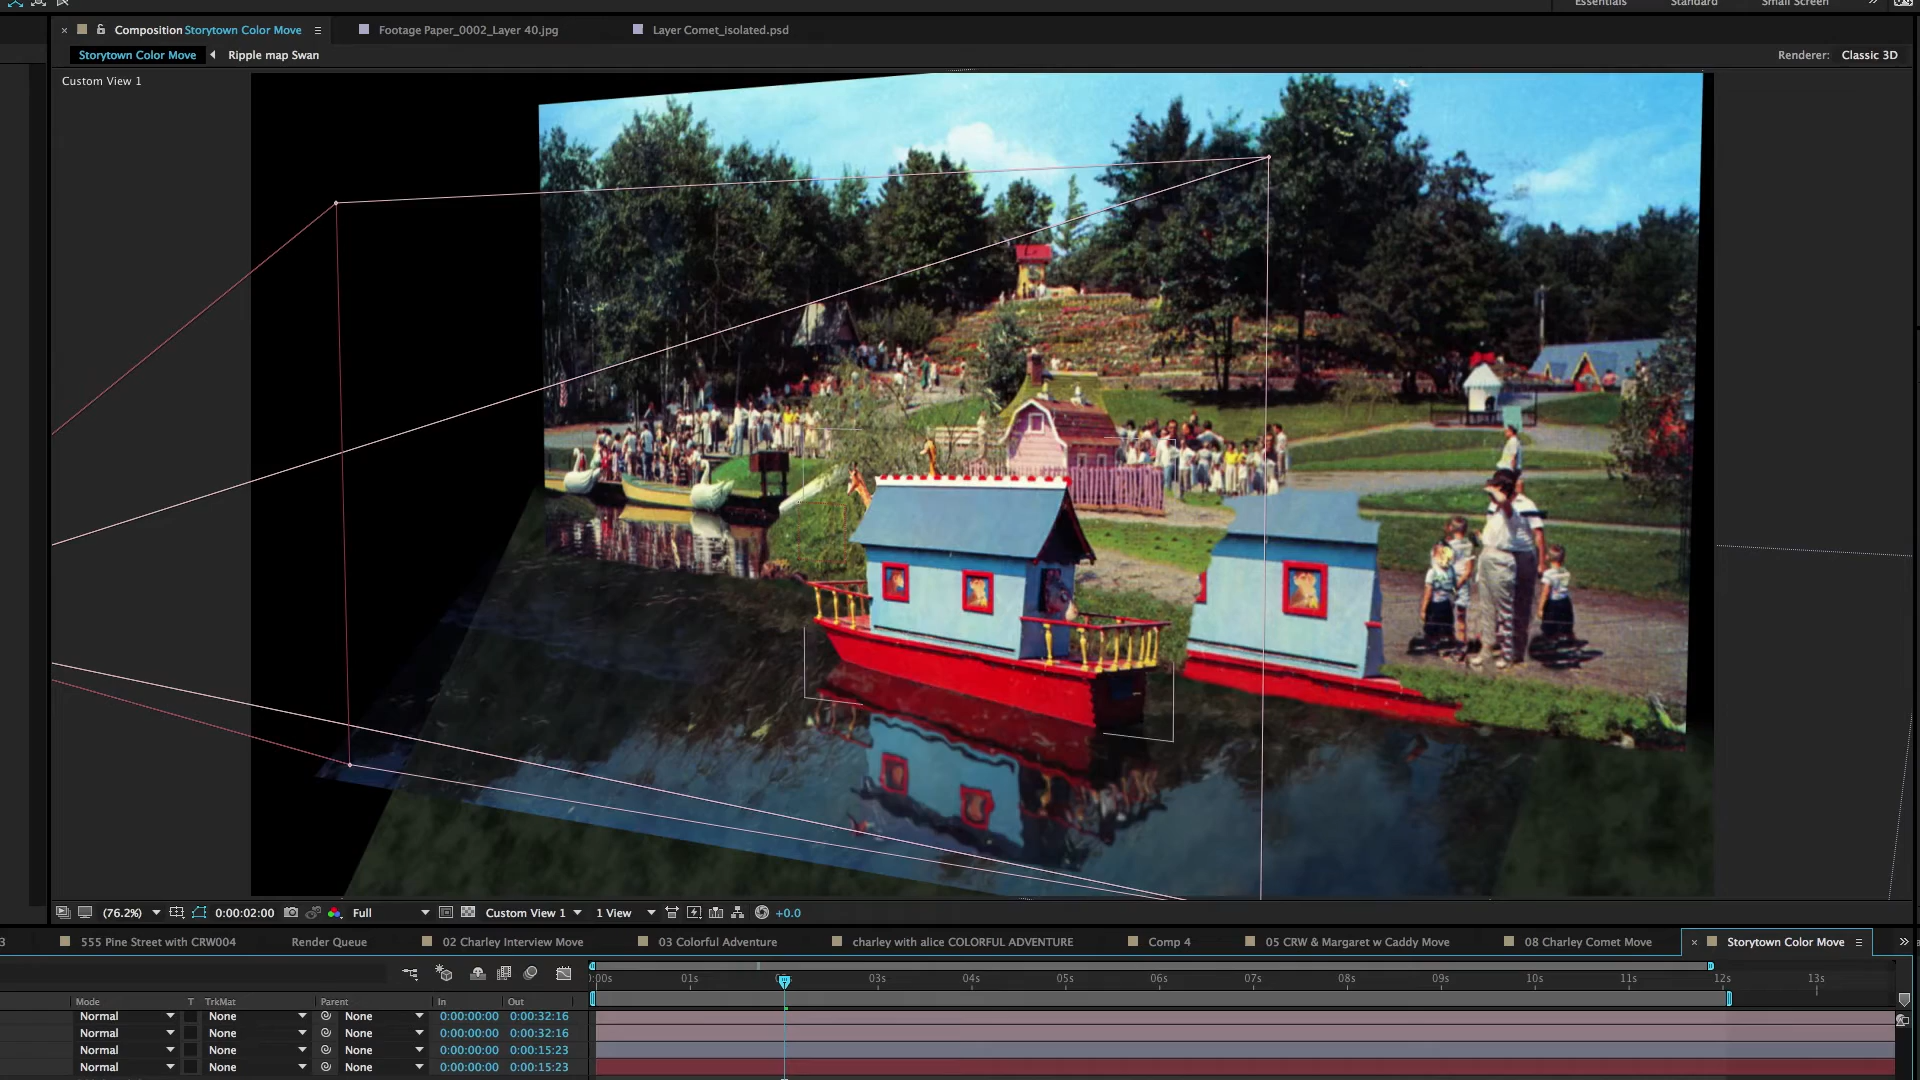 Essentials Standard Small Screen »
× Composition Storytown Color Move ≡ Footage Paper_0002_Layer 40.jpg Layer Comet_isolated.psd
Storytown Color Move Ripple map Swan Renderer: Classic 3D
Custom View 1
(76.2%) 0:00:02:00 Full Custom View 1 1 View +0.0
3 555 Pine Street with CRW004 Render Queue 02 Charley Interview Move 03 Colorful Adventure charley with alice COLORFUL ADVENTURE Comp 4 05 CRW & Margaret w Caddy Move 08 Charley Comet Move × Storytown Color Move ≡ »
:00s 01s 03s 04s 05s 06s 07s 08s 09s 10s 11s 12s 13s
Mode T TrkMat Parent In Out
Normal None None 0:00:00:00 0:00:32:16
Normal None None 0:00:00:00 0:00:32:16
Normal None None 0:00:00:00 0:00:15:23
Normal None None 0:00:00:00 0:00:15:23